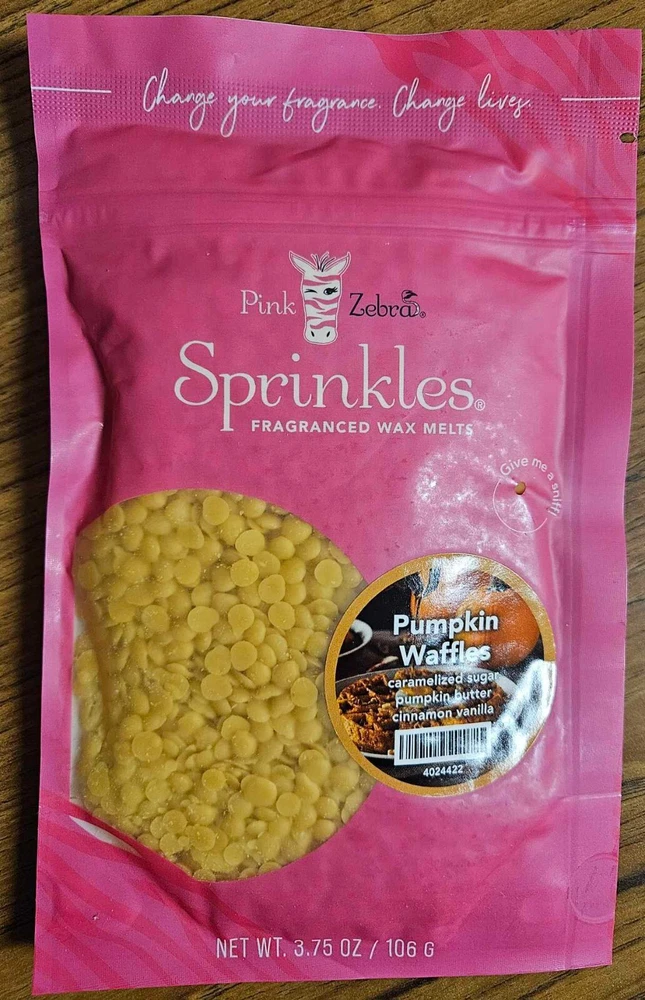 Change your fragrance. Change lives.
Pink Zebra®
Sprinkles®
FRAGRANCED WAX MELTS
Give me a sniff!
Pumpkin
Waffles
caramelized sugar
pumpkin butter
cinnamon vanilla
4024422
NET WT. 3.75 OZ / 106 G